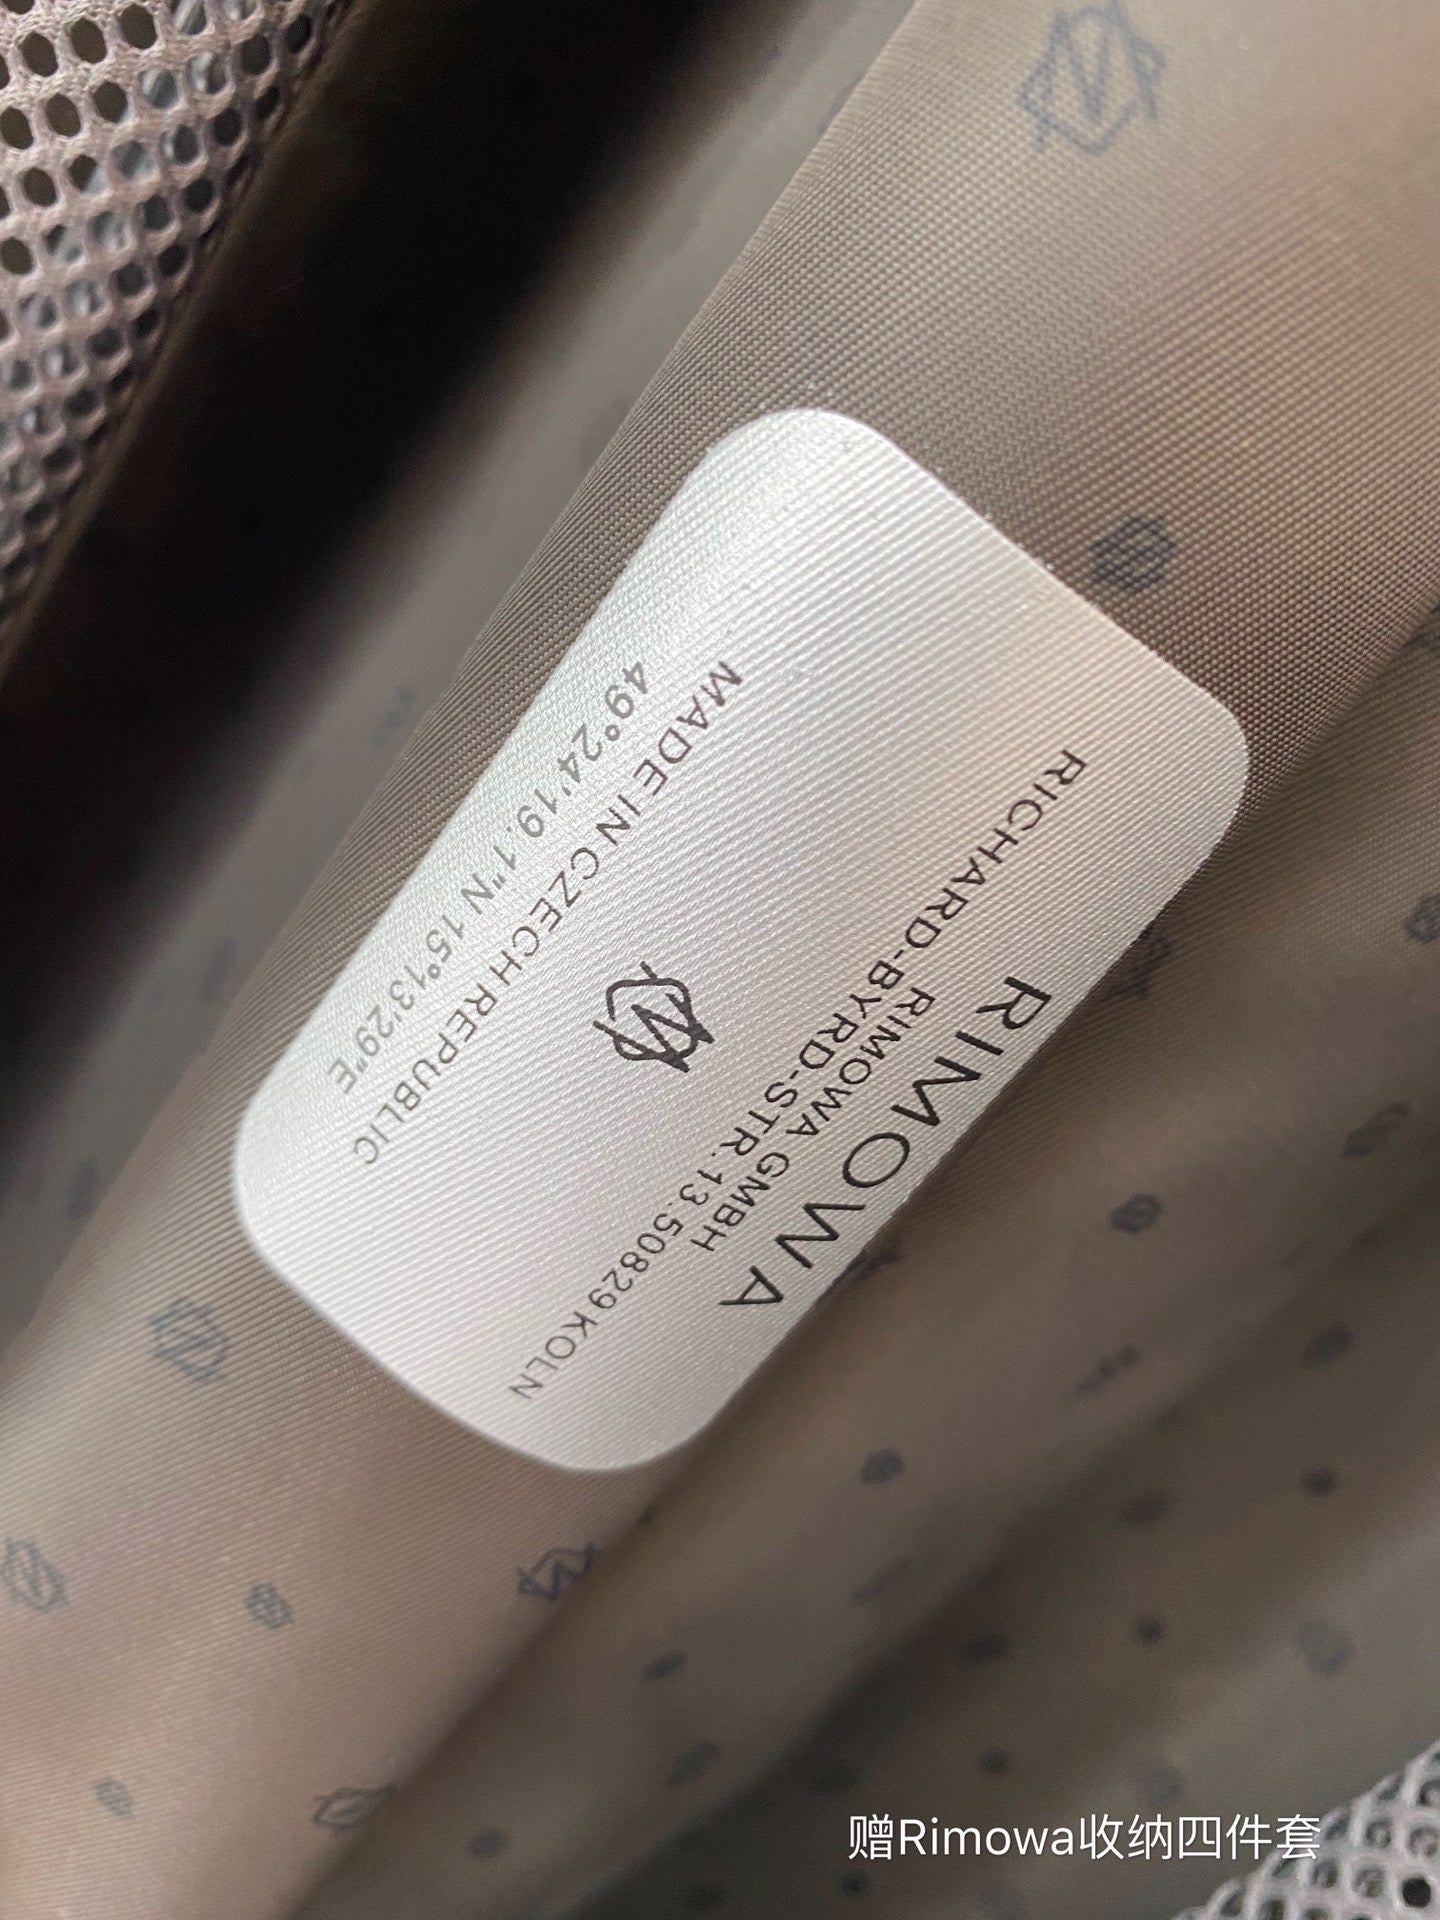 RIMOWA
RIMOWA GMBH
RICHARD-BYRD-STR.13.50829 KOLN
MADE IN CZECH REPUBLIC
49°24'19.1"N 15°13'29"E
赠Rimowa收纳四件套